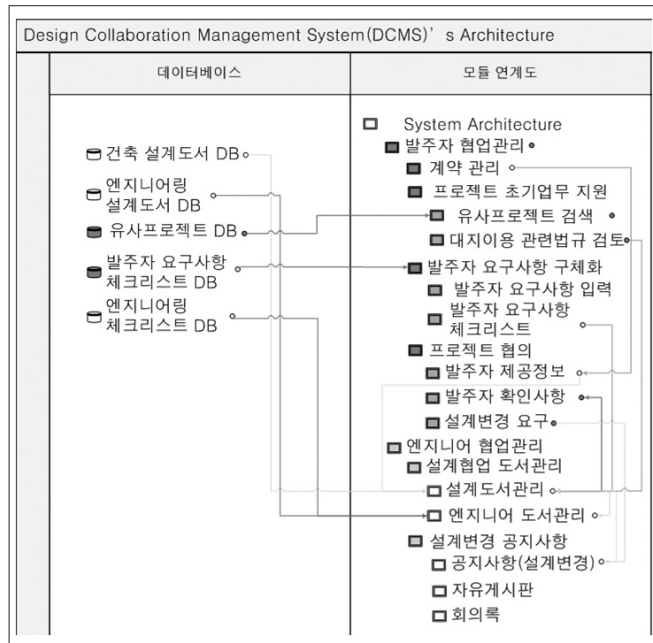 Design Collaboration Management System(DCMS)' s Architecture
데이터베이스
모듈 연계도
건축 설계도서 DB
엔지니어링
설계도서 DB
유사프로젝트 DB
발주자 요구사항
체크리스트 DB
엔지니어링
체크리스트 DB
System Architecture
발주자 협업관리
계약 관리
프로젝트 초기업무 지원
유사프로젝트 검색
대지이용 관련법규 검토
발주자 요구사항 구체화
발주자 요구사항 입력
발주자 요구사항
체크리스트
프로젝트 협의
발주자 제공정보
발주자 확인사항
설계변경 요구
엔지니어 협업관리
설계협업 도서관리
설계도서관리
엔지니어 도서관리
설계변경 공지사항
공지사항(설계변경)
자유게시판
회의록